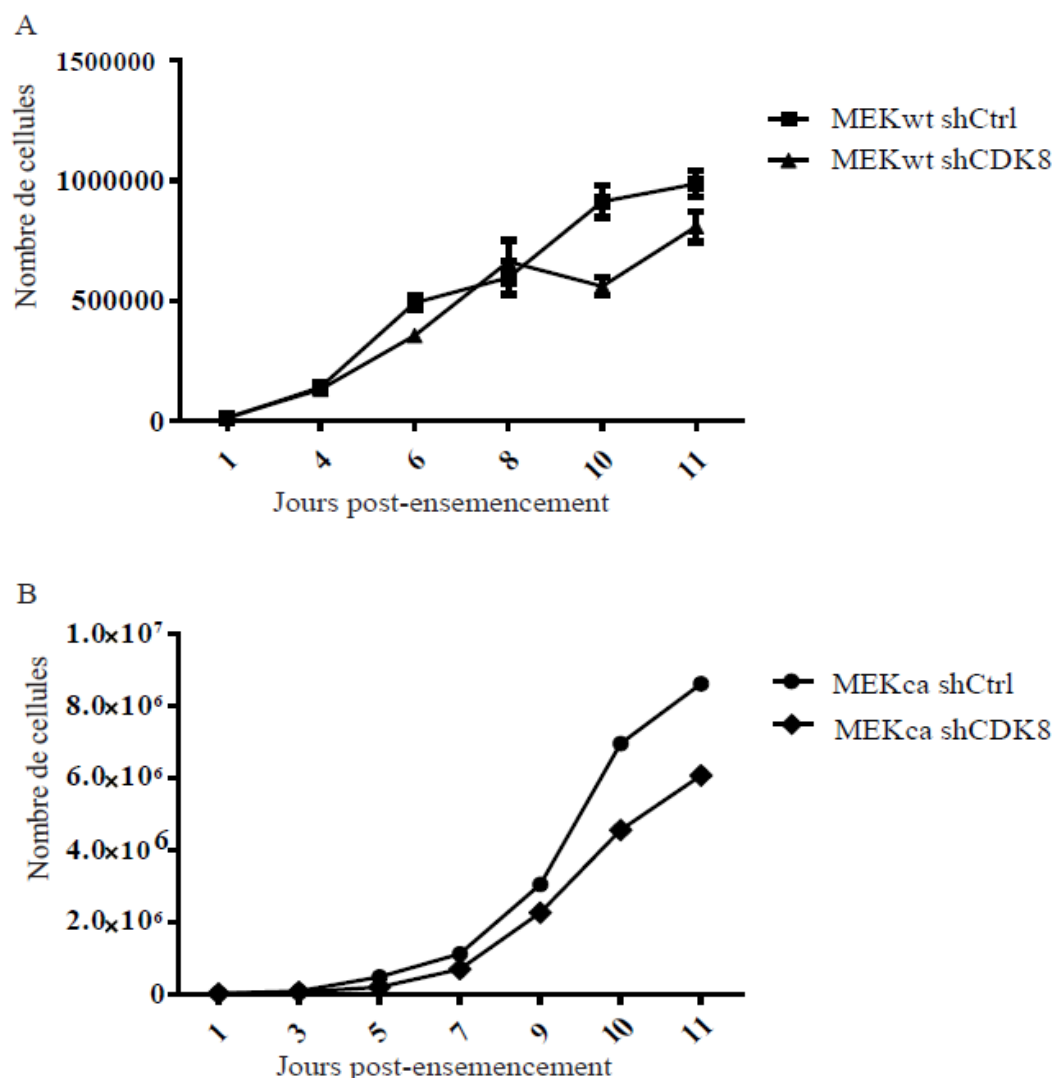 A
Nombre de cellules
1500000
1000000
500000
0
1
4
6
8
10
11
Jours post-ensemencement
MEKwt shCtrl
MEKwt shCDK8
B
Nombre de cellules
1.0×10⁷
8.0×10⁶
6.0×10⁶
4.0×10⁶
2.0×10⁶
0
1
3
5
7
9
10
11
Jours post-ensemencement
MEKca shCtrl
MEKca shCDK8